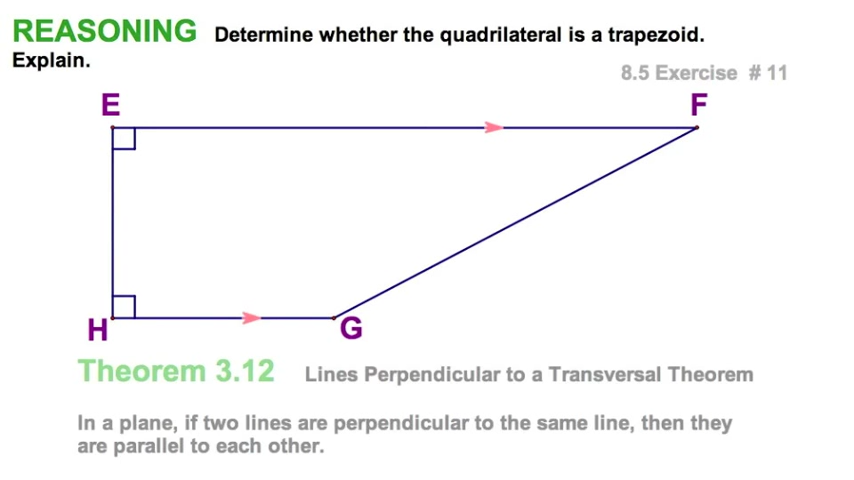 REASONING Determine whether the quadrilateral is a trapezoid.
Explain.
8.5 Exercise # 11
E
F
H
G
Theorem 3.12 Lines Perpendicular to a Transversal Theorem
In a plane, if two lines are perpendicular to the same line, then they
are parallel to each other.